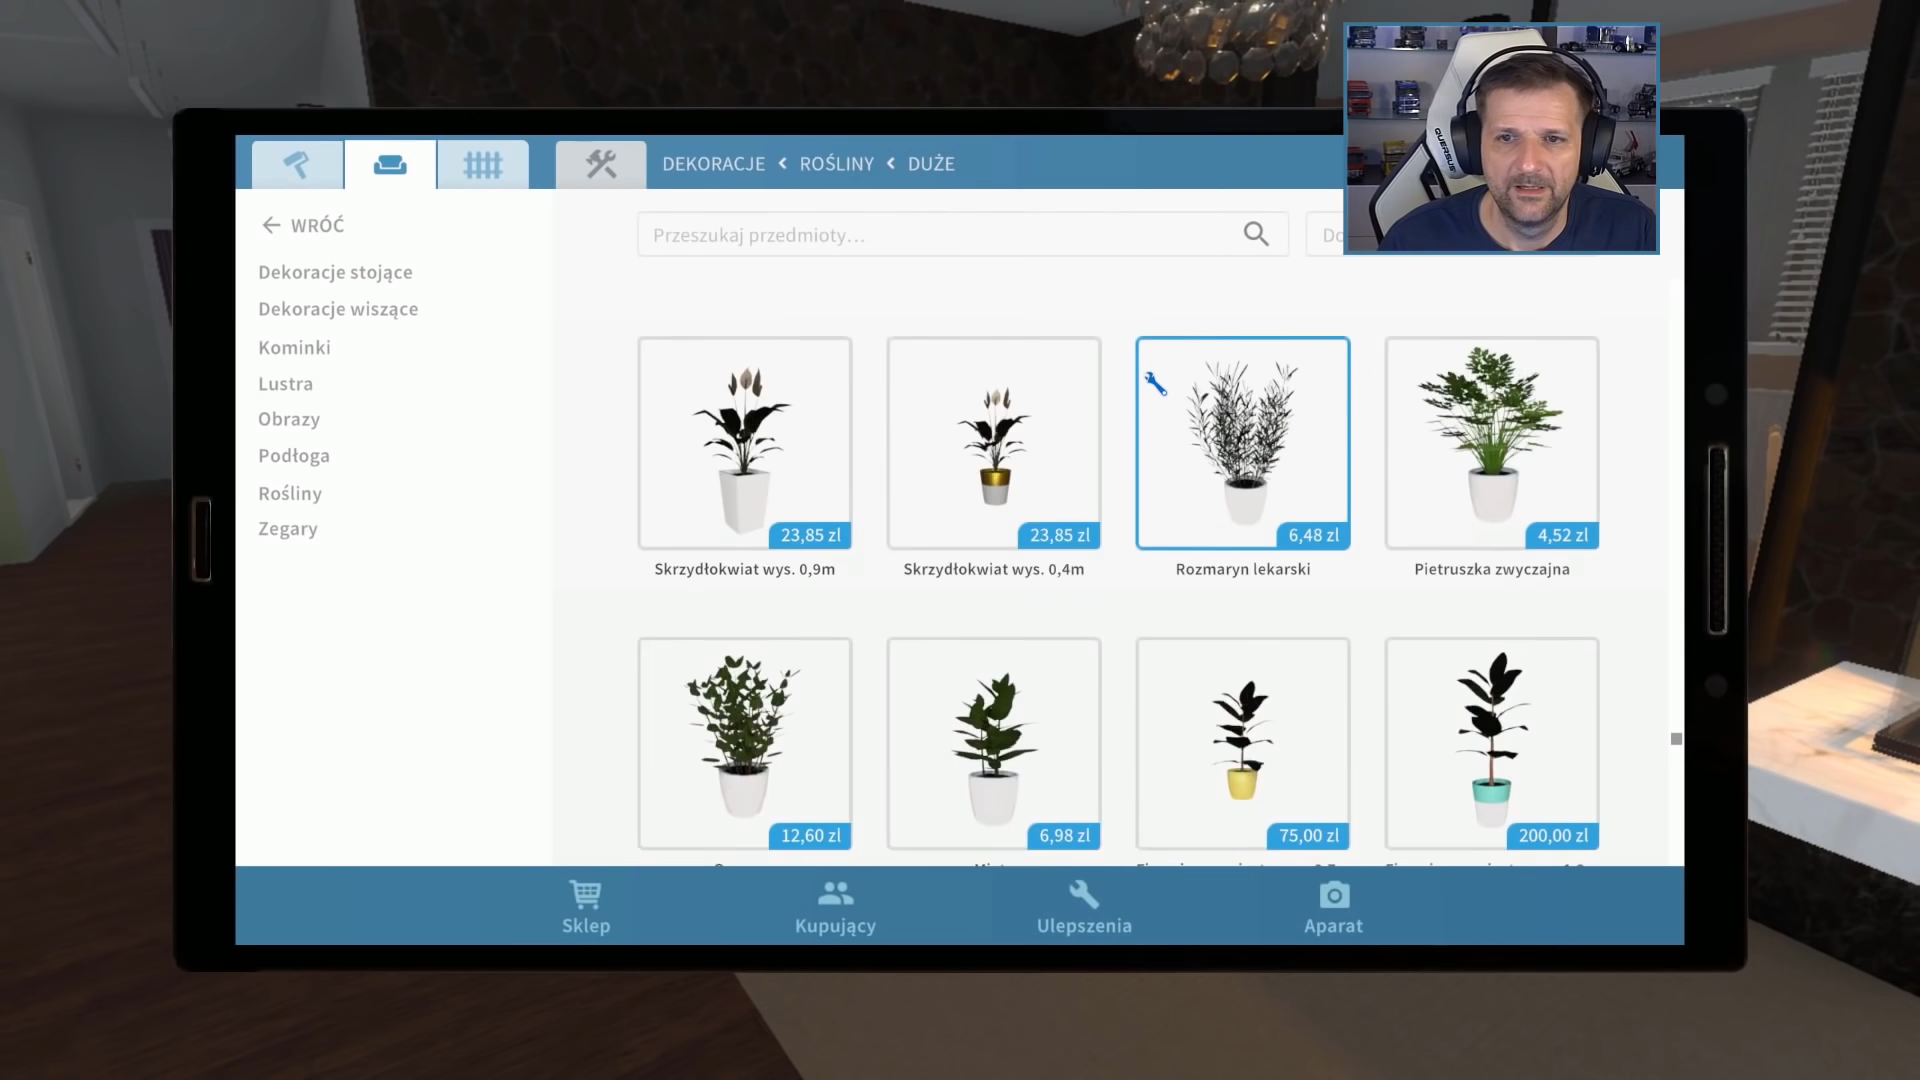 DEKORACJE < ROŚLINY < DUŻE
WRÓĆ
Dekoracje stojące
Dekoracje wiszące
Kominki
Lustra
Obrazy
Podłoga
Rośliny
Zegary
Przeszukaj przedmioty...
Do
QUERSUS
23,85 zl
Skrzydłokwiat wys. 0,9m
23,85 zl
Skrzydłokwiat wys. 0,4m
6,48 zl
Rozmaryn lekarski
4,52 zl
Pietruszka zwyczajna
12,60 zl
6,98 zl
75,00 zl
200,00 zl
Sklep
Kupujący
Ulepszenia
Aparat